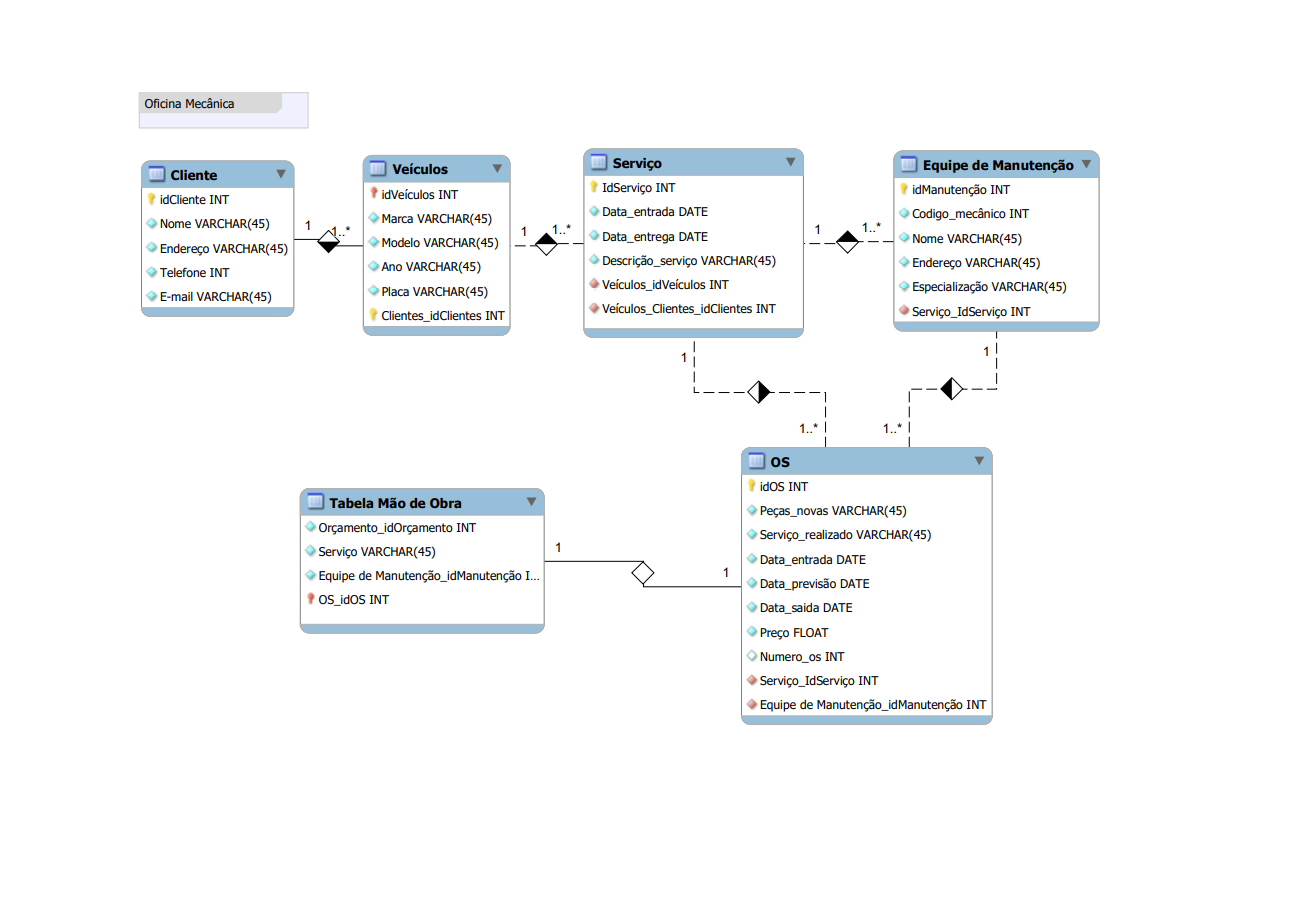 Oficina Mecânica
Cliente
idCliente INT
Nome VARCHAR(45)
Endereço VARCHAR(45)
Telefone INT
E-mail VARCHAR(45)
1
1..*
Veículos
idVeículos INT
Marca VARCHAR(45)
Modelo VARCHAR(45)
Ano VARCHAR(45)
Placa VARCHAR(45)
Clientes_idClientes INT
1
1..*
Serviço
IdServiço INT
Data_entrada DATE
Data_entrega DATE
Descrição_serviço VARCHAR(45)
Veículos_idVeículos INT
Veículos_Clientes_idClientes INT
1
1..*
Equipe de Manutenção
idManutenção INT
Codigo_mecânico INT
Nome VARCHAR(45)
Endereço VARCHAR(45)
Especialização VARCHAR(45)
Serviço_IdServiço INT
1
1..*
1
1..*
Tabela Mão de Obra
Orçamento_idOrçamento INT
Serviço VARCHAR(45)
Equipe de Manutenção_idManutenção I...
OS_idOS INT
1
1
OS
idOS INT
Peças_novas VARCHAR(45)
Serviço_realizado VARCHAR(45)
Data_entrada DATE
Data_previsão DATE
Data_saida DATE
Preço FLOAT
Numero_os INT
Serviço_IdServiço INT
Equipe de Manutenção_idManutenção INT